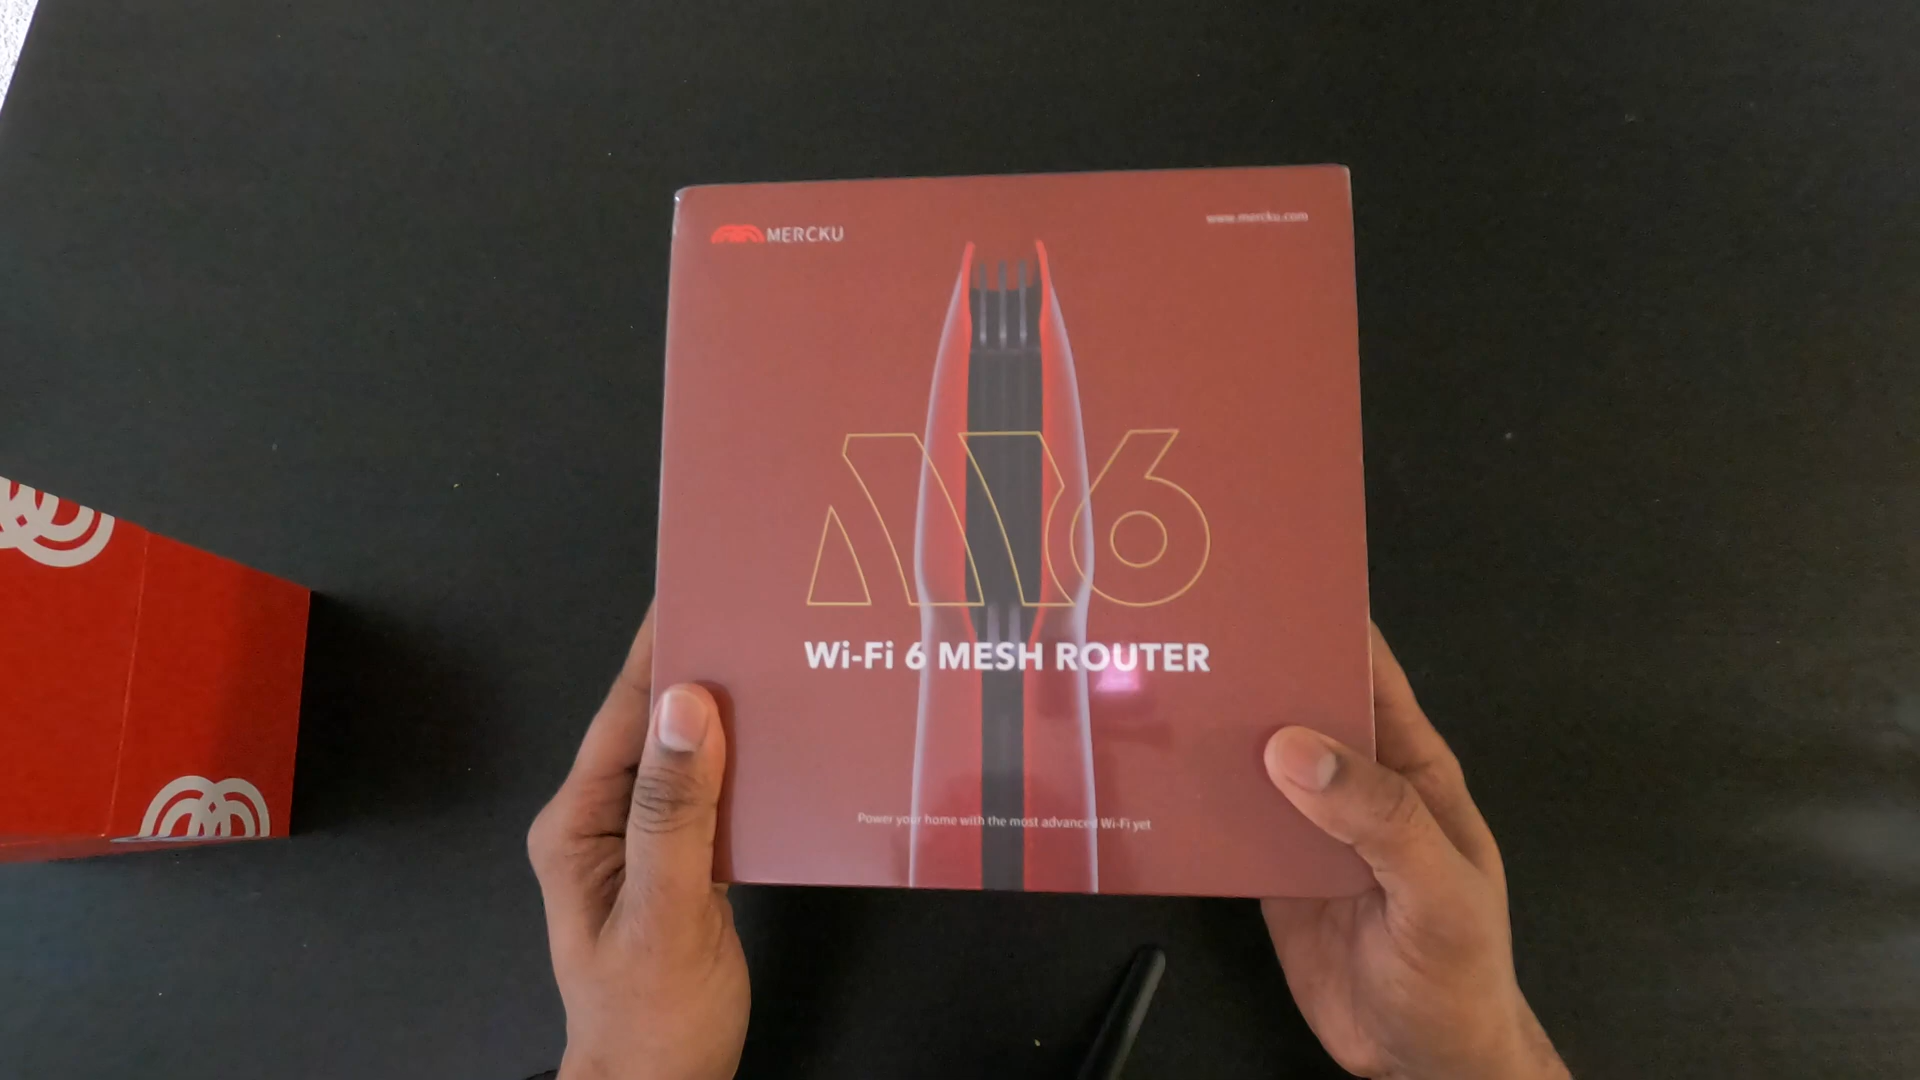 MERCKU
www.mercku.com
M6
Wi-Fi 6 MESH ROUTER
Power your home with the most advanced Wi-Fi yet